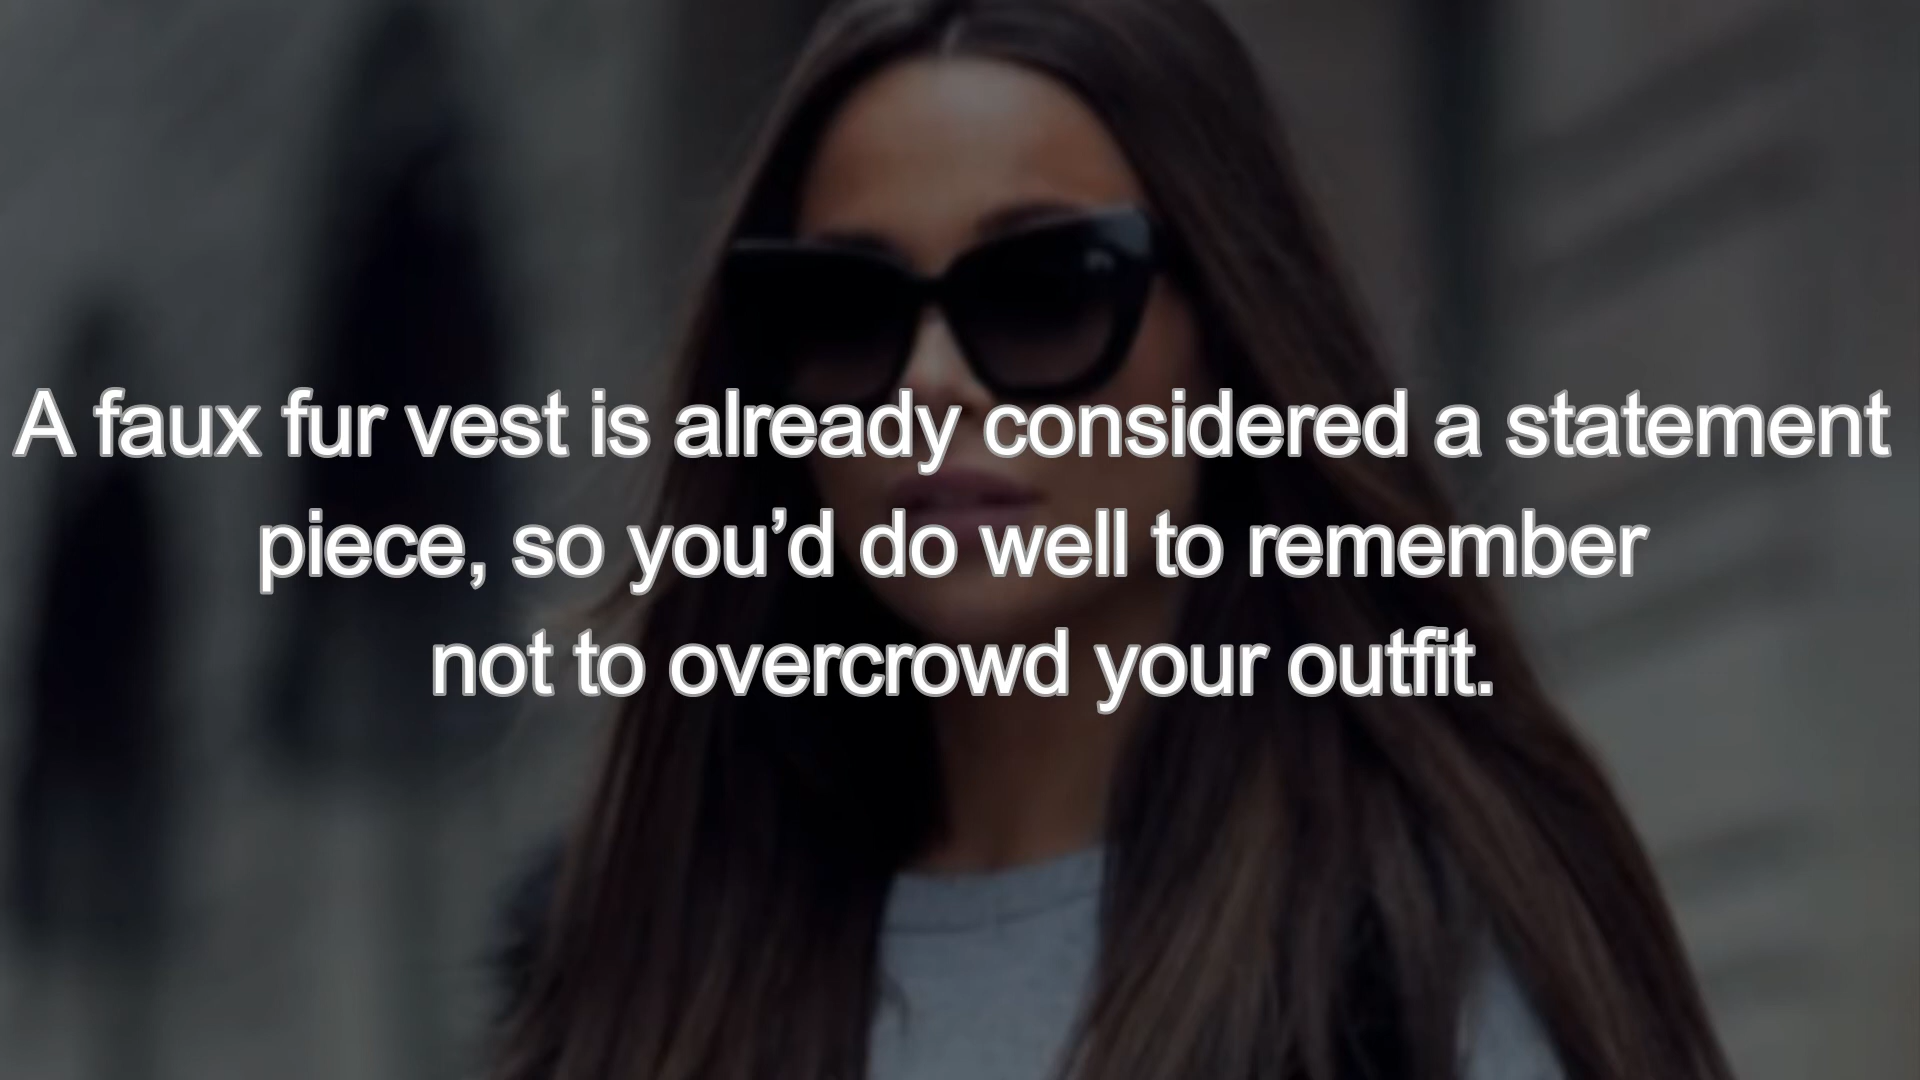 A faux fur vest is already considered a statement
piece, so you’d do well to remember
not to overcrowd your outfit.